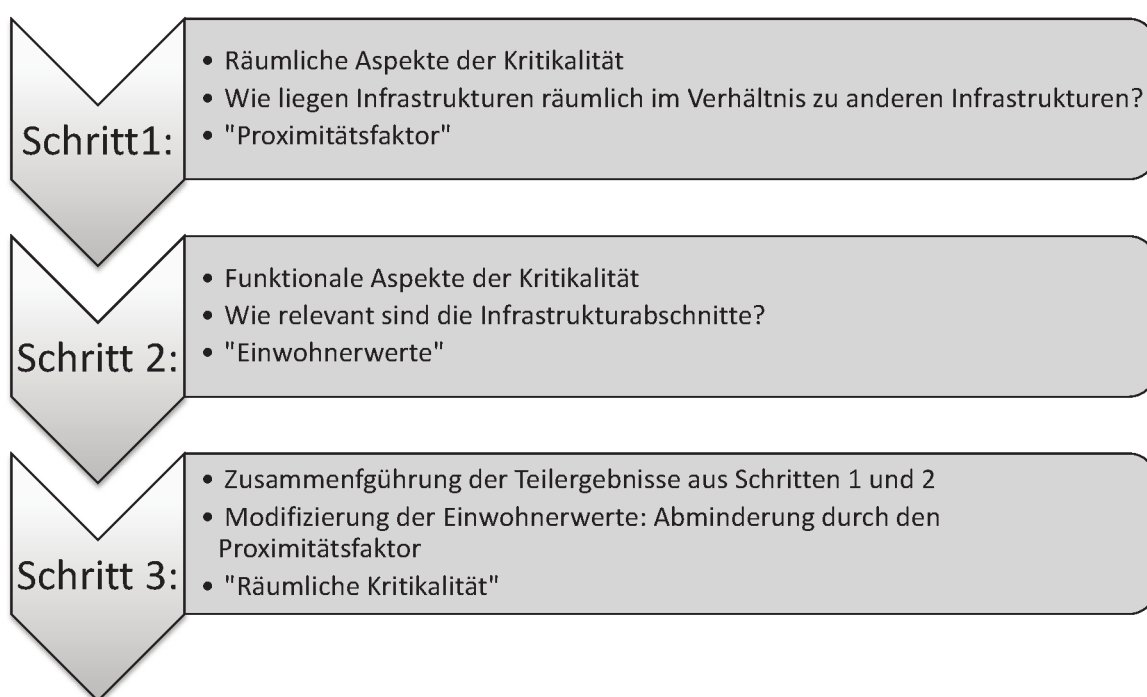 Schritt1:
• Räumliche Aspekte der Kritikalität
• Wie liegen Infrastrukturen räumlich im Verhältnis zu anderen Infrastrukturen?
• "Proximitätsfaktor"
Schritt 2:
• Funktionale Aspekte der Kritikalität
• Wie relevant sind die Infrastrukturabschnitte?
• "Einwohnerwerte"
Schritt 3:
• Zusammenfgührung der Teilergebnisse aus Schritten 1 und 2
• Modifizierung der Einwohnerwerte: Abminderung durch den
Proximitätsfaktor
• "Räumliche Kritikalität"